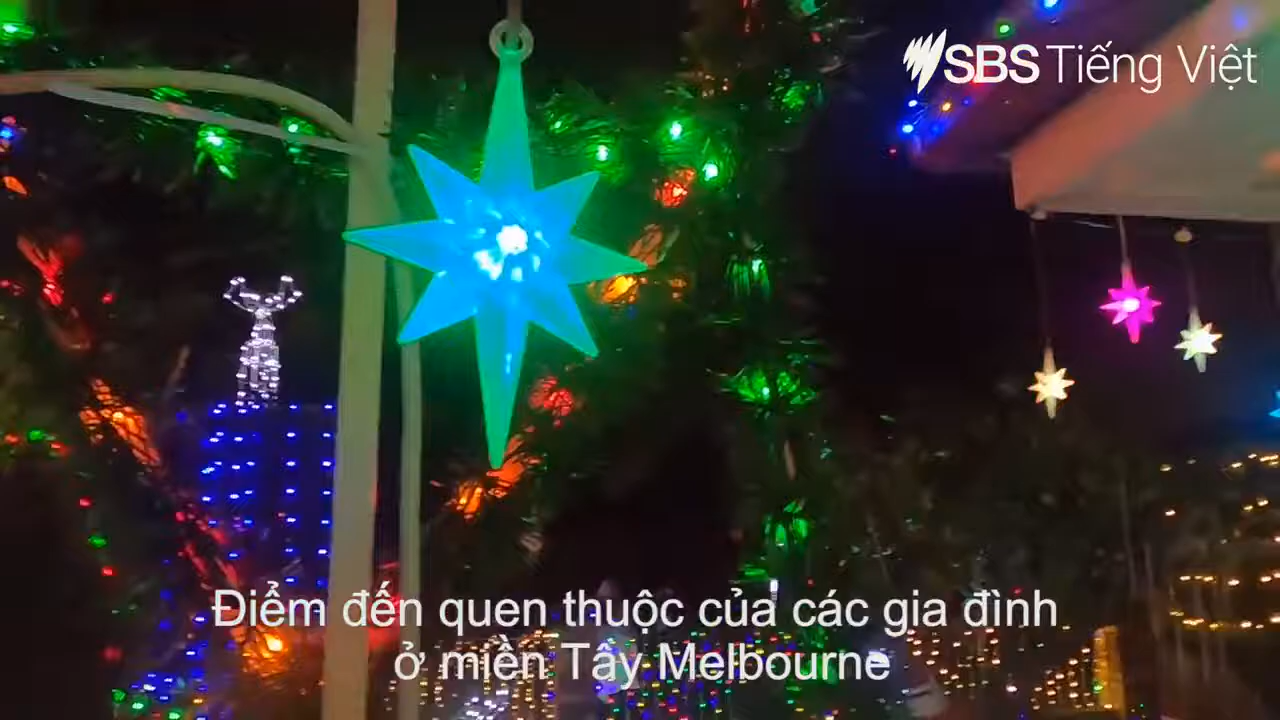 SBS Tiếng Việt
Điểm đến quen thuộc của các gia đình
ở miền Tây Melbourne